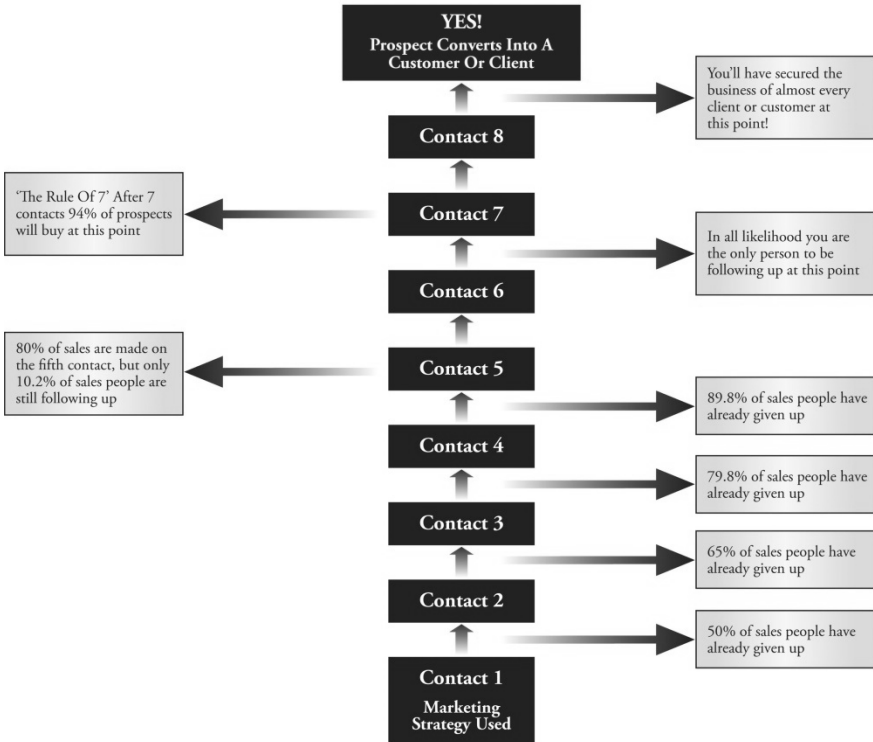 YES!
Prospect Converts Into A
Customer Or Client
You'll have secured the
business of almost every
client or customer at
this point!
Contact 8
'The Rule Of 7' After 7
contacts 94% of prospects
will buy at this point
Contact 7
In all likelihood you are
the only person to be
following up at this point
Contact 6
80% of sales are made on
the fifth contact, but only
10.2% of sales people are
still following up
Contact 5
89.8% of sales people have
already given up
Contact 4
79.8% of sales people have
already given up
Contact 3
65% of sales people have
already given up
Contact 2
50% of sales people have
already given up
Contact 1
Marketing
Strategy Used